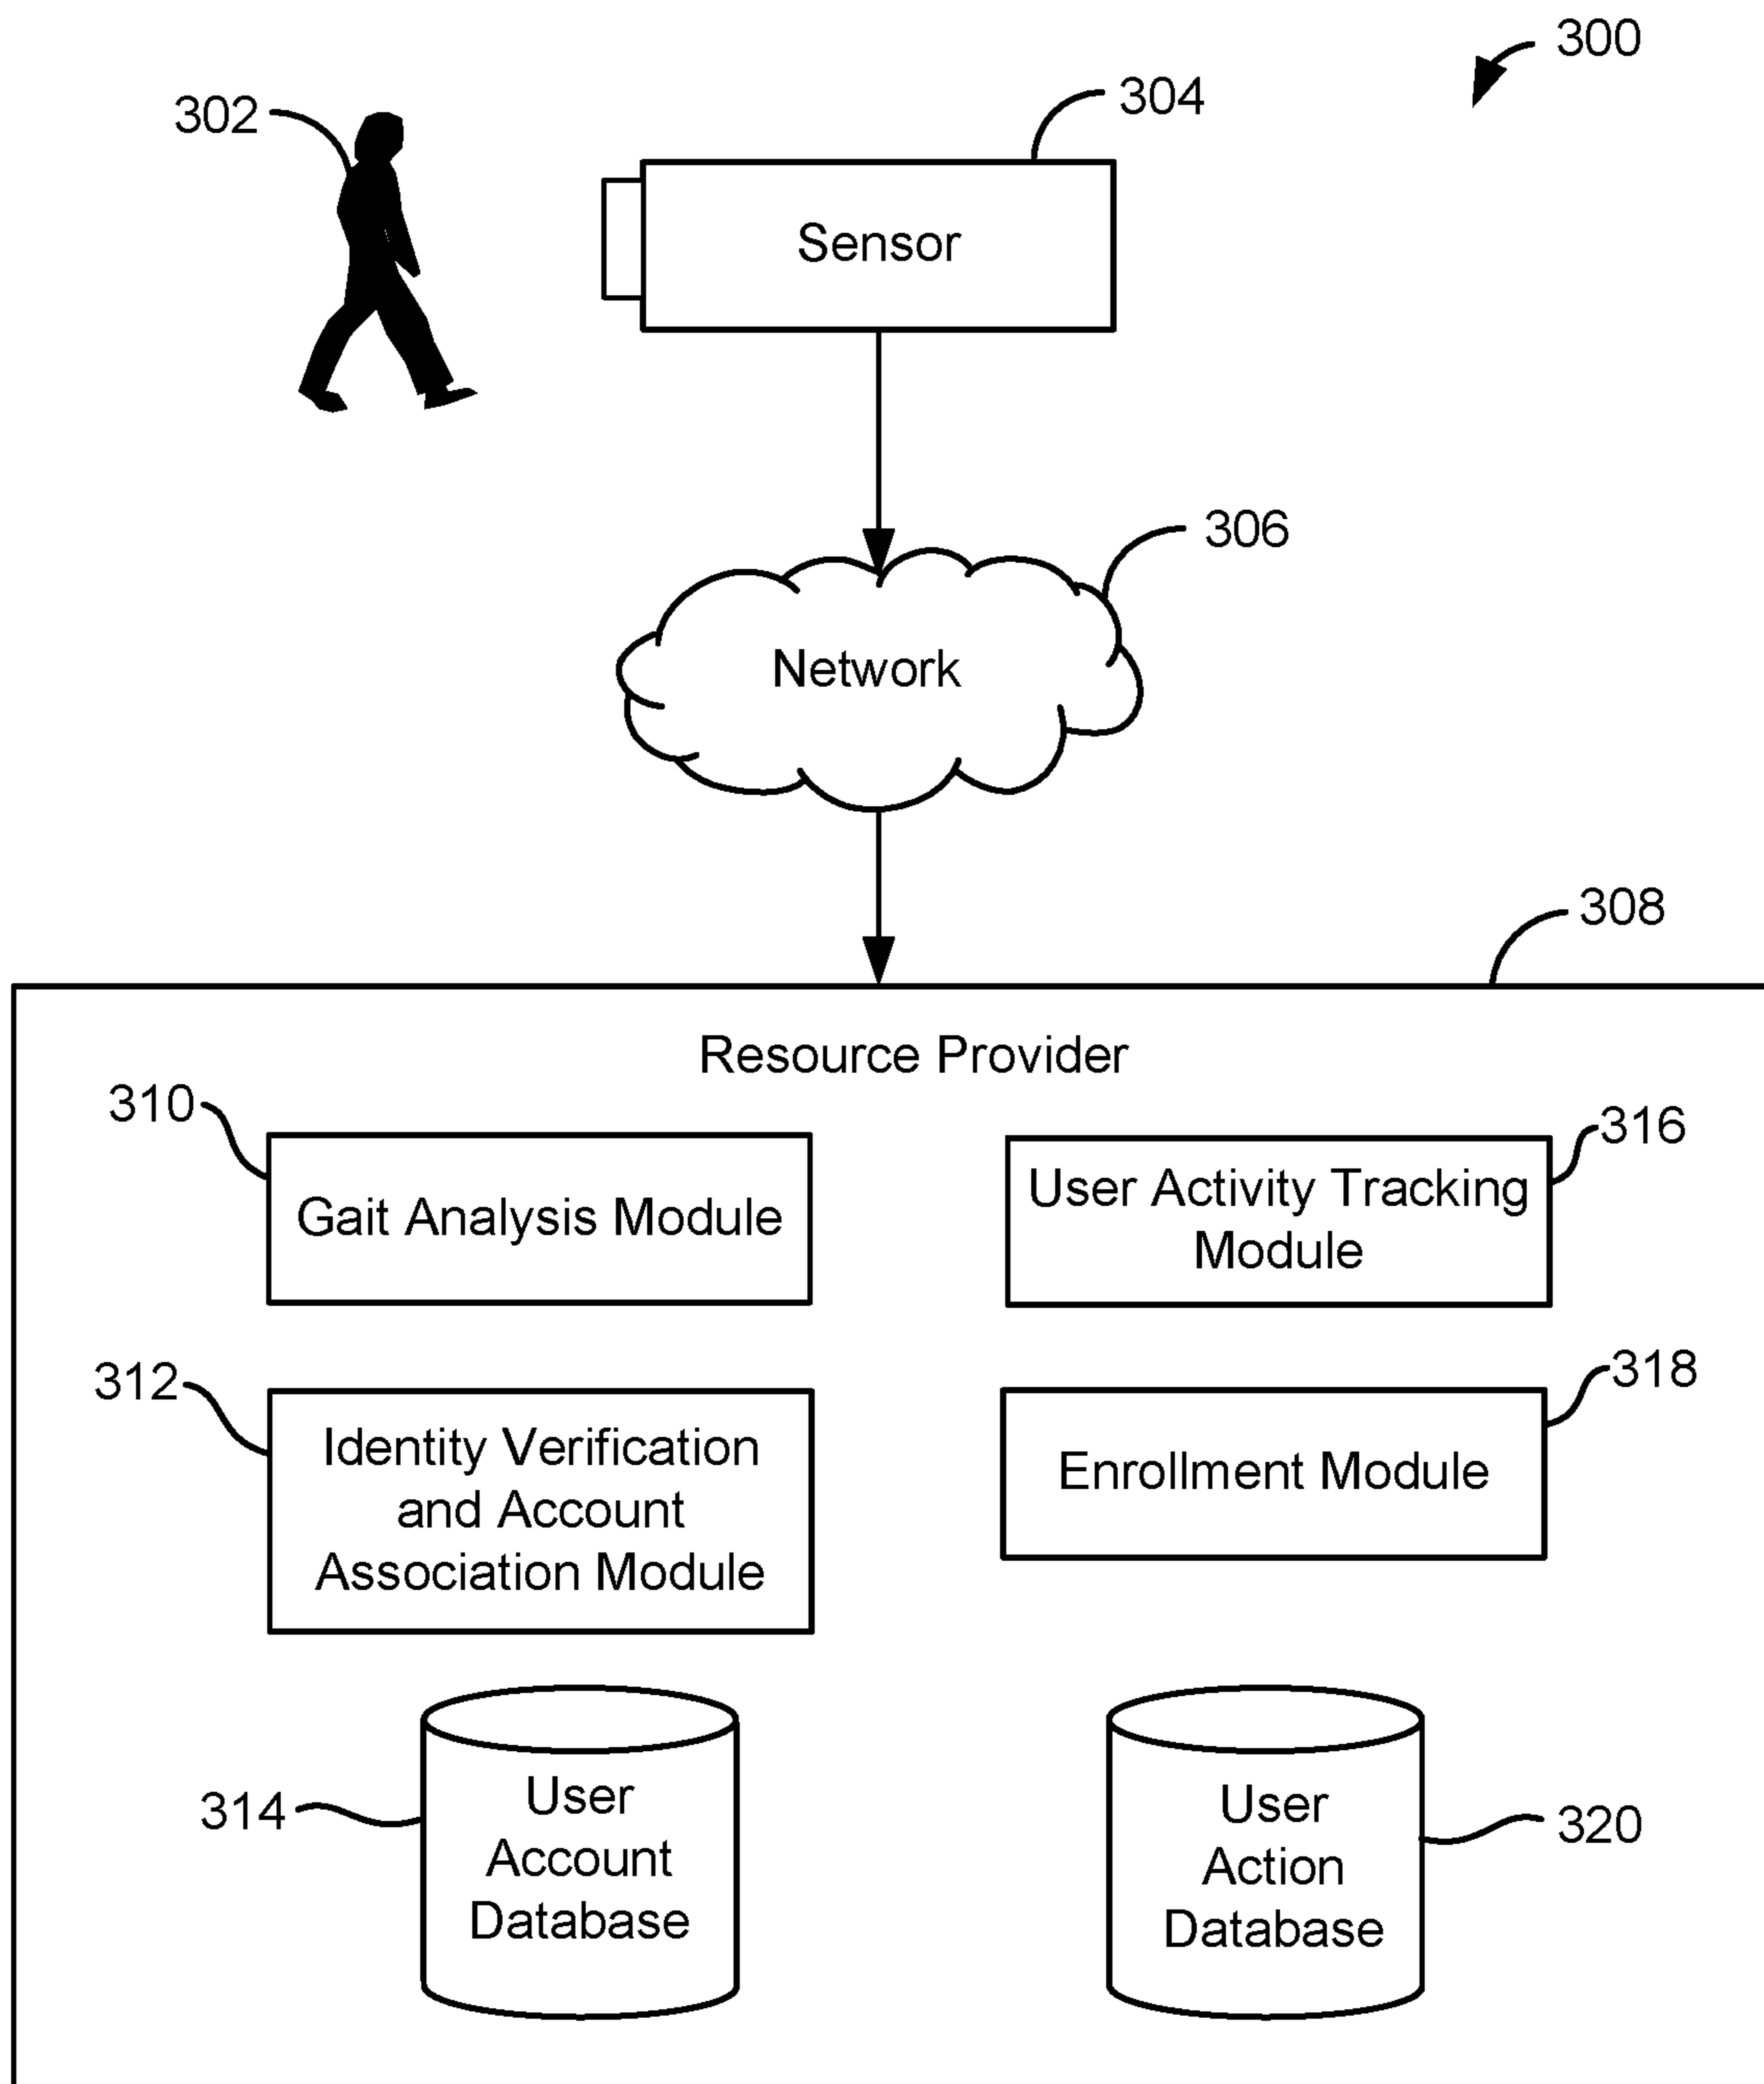 300
302
304
Sensor
306
Network
308
Resource Provider
310
Gait Analysis Module
316
User Activity Tracking
Module
312
Identity Verification
and Account
Association Module
318
Enrollment Module
314
User
Account
Database
User
Action
Database
320